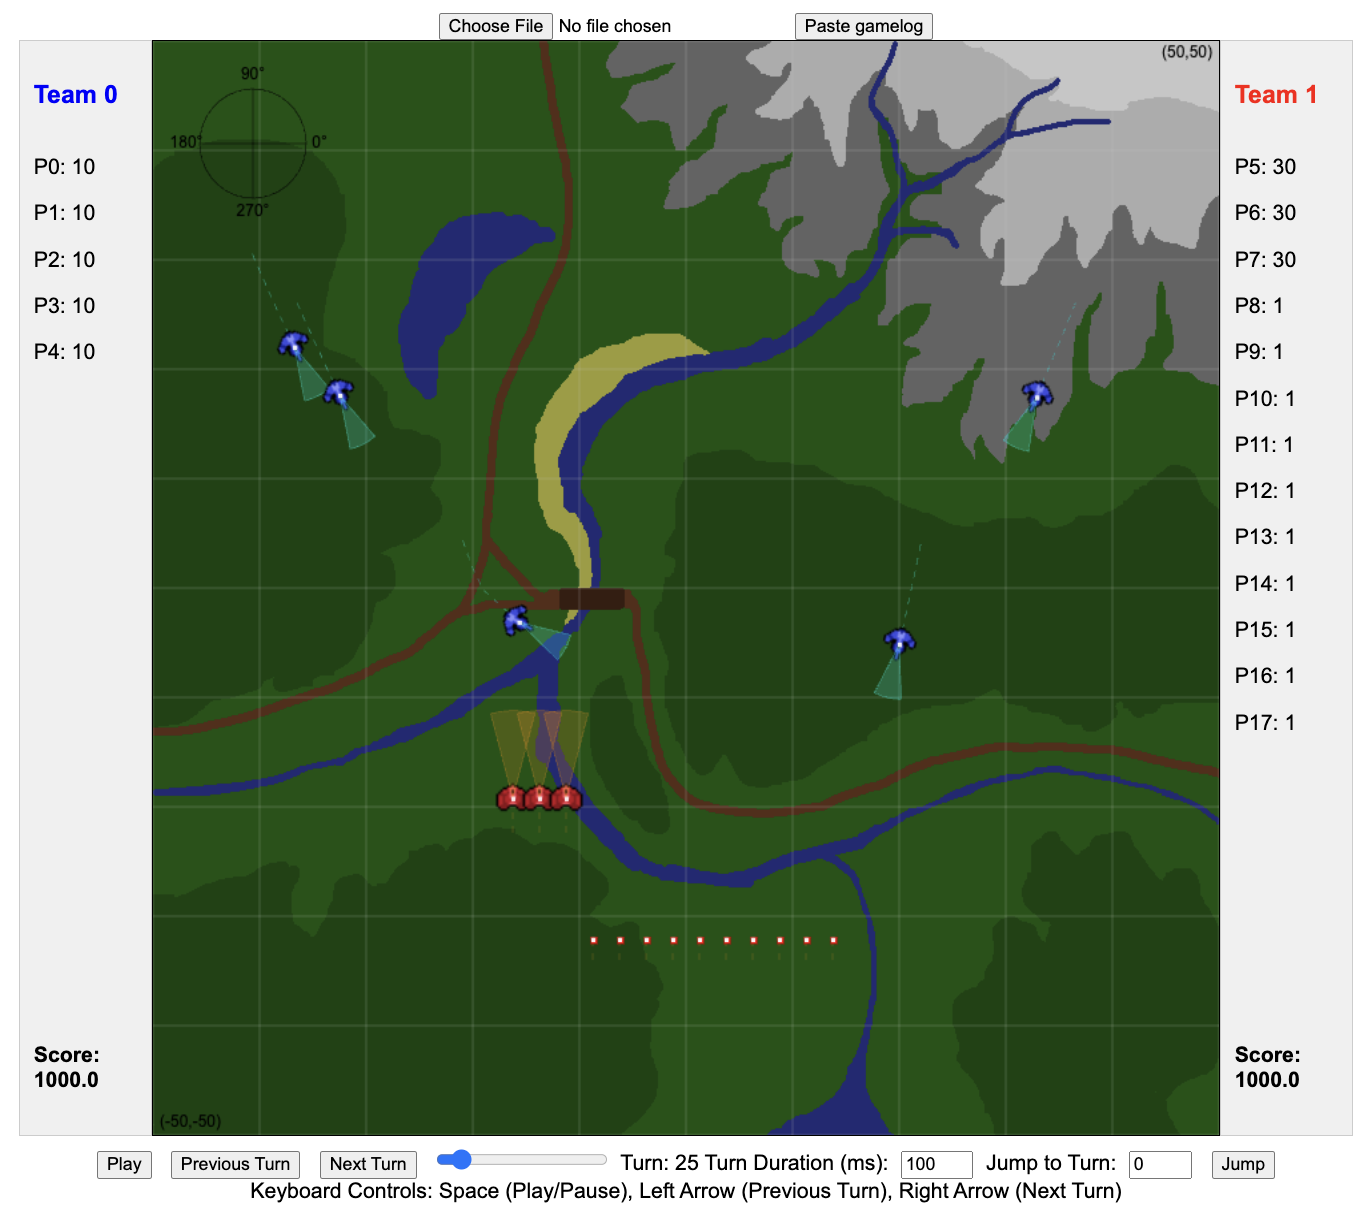 Choose File No file chosen Paste gamelog
Team 0
P0: 10
P1: 10
P2: 10
P3: 10
P4: 10
Score:
1000.0
90°
180° 0°
270°
(50,50)
(-50,-50)
Team 1
P5: 30
P6: 30
P7: 30
P8: 1
P9: 1
P10: 1
P11: 1
P12: 1
P13: 1
P14: 1
P15: 1
P16: 1
P17: 1
Score:
1000.0
Play Previous Turn Next Turn Turn: 25 Turn Duration (ms): 100 Jump to Turn: 0 Jump
Keyboard Controls: Space (Play/Pause), Left Arrow (Previous Turn), Right Arrow (Next Turn)